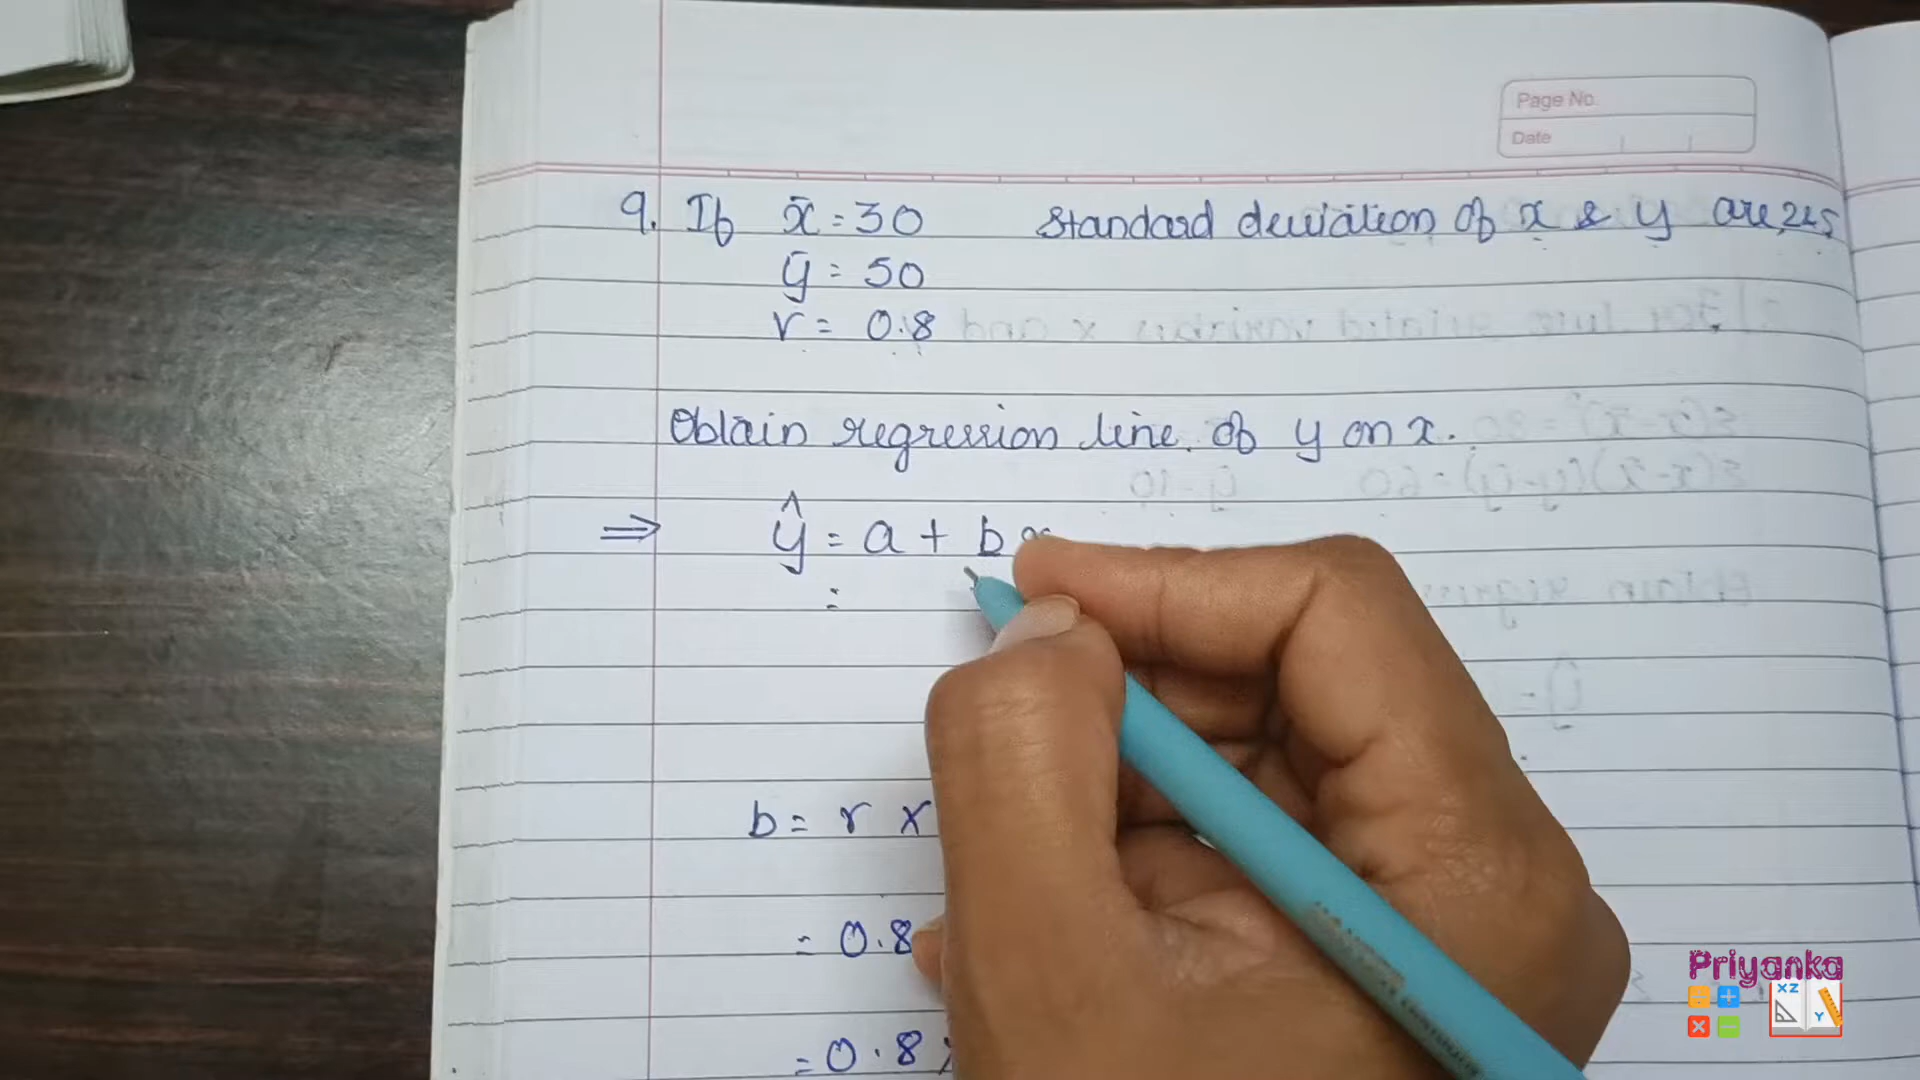 Page No.
Date
9. If x̄ = 30 Standard deviation of x & y are 2 & 5
ȳ = 50
r = 0.8
Obtain regression line of y on x.
⇒ ŷ = a + b x
=
b = r ×
= 0.8
= 0.8 ×
Priyanka
XZ
Y